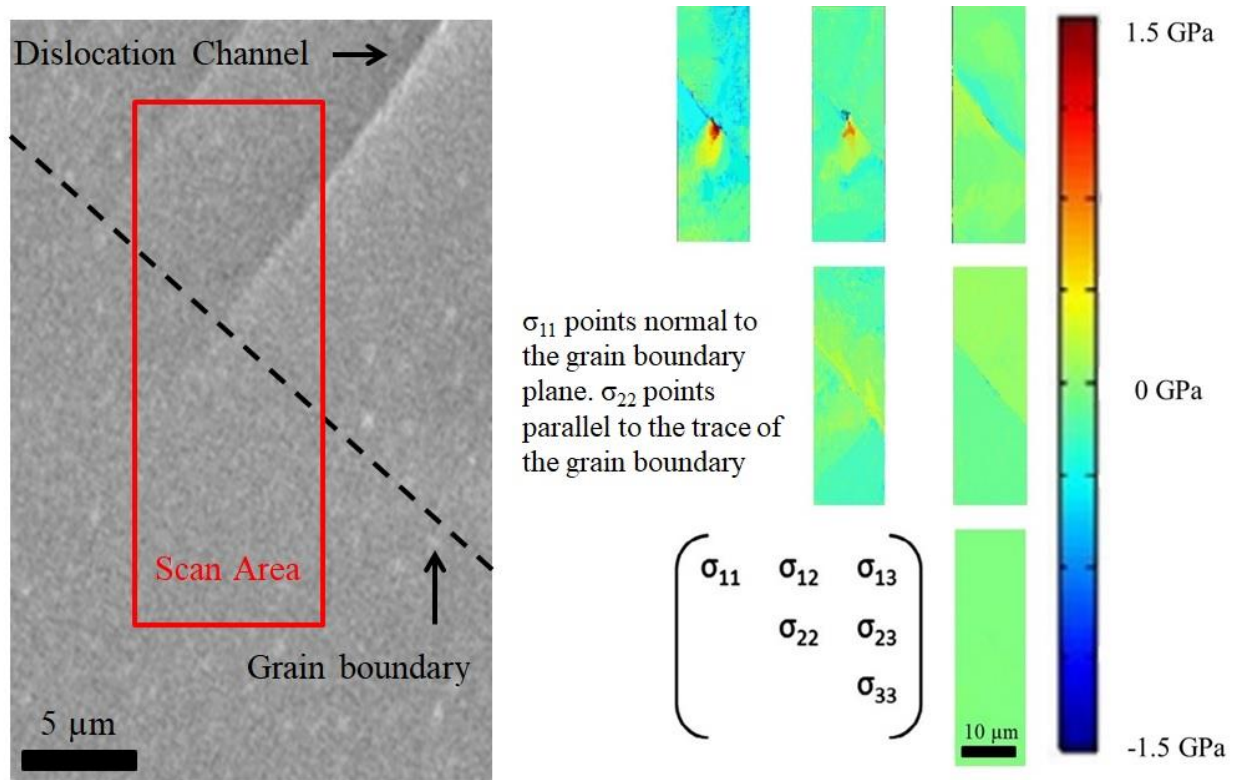 Dislocation Channel
Scan Area
Grain boundary
5 µm
σ₁₁ points normal to
the grain boundary
plane. σ₂₂ points
parallel to the trace of
the grain boundary
σ₁₁ σ₁₂ σ₁₃
σ₂₂ σ₂₃
σ₃₃
10 µm
1.5 GPa
0 GPa
-1.5 GPa